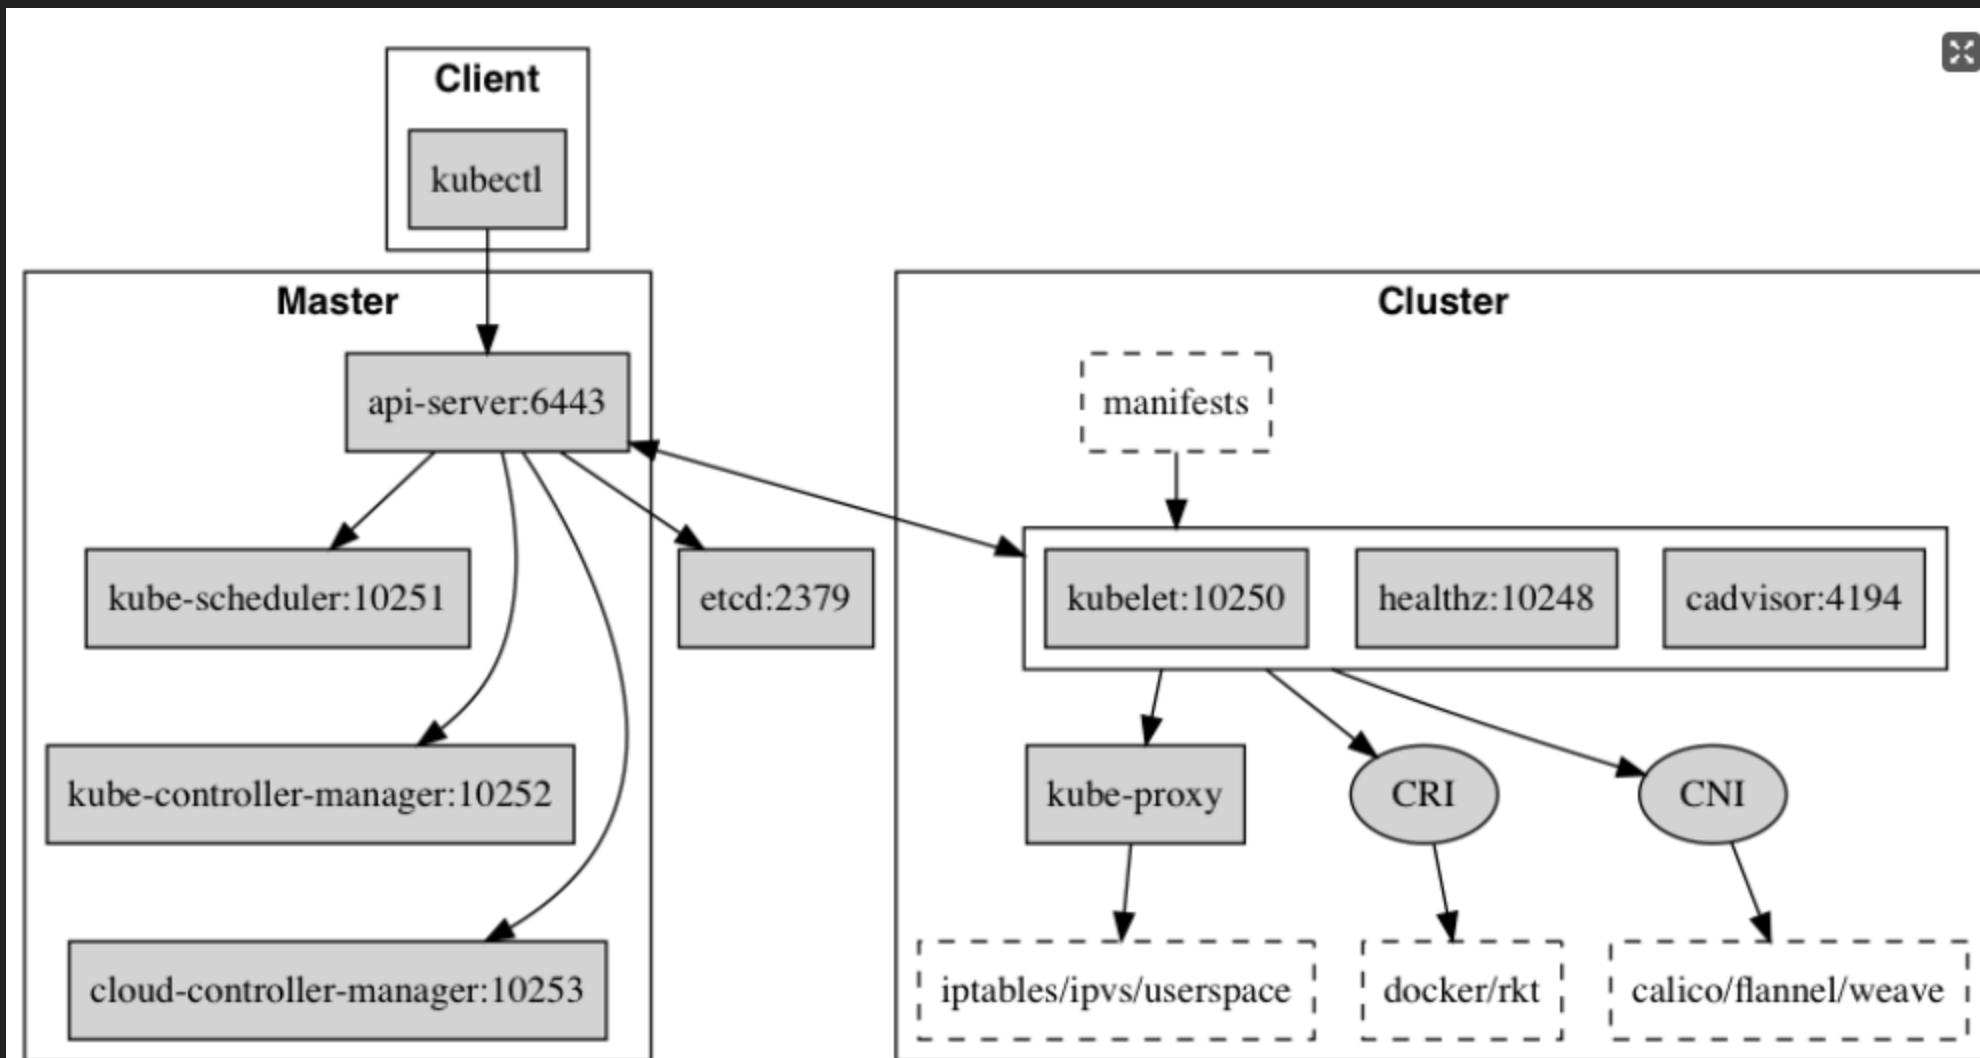 Client
kubectl
Master
Cluster
api-server:6443
manifests
kube-scheduler:10251
etcd:2379
kubelet:10250
healthz:10248
cadvisor:4194
kube-controller-manager:10252
kube-proxy
CRI
CNI
cloud-controller-manager:10253
iptables/ipvs/userspace
docker/rkt
calico/flannel/weave